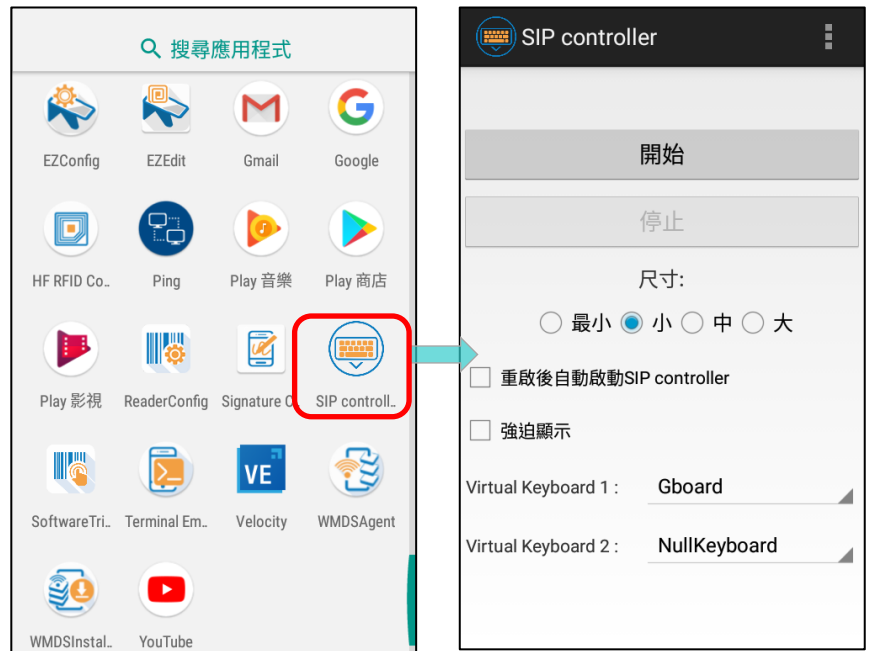 搜尋應用程式
EZConfig
EZEdit
Gmail
Google
HF RFID Co..
Ping
Play 音樂
Play 商店
Play 影視
ReaderConfig
Signature C..
SIP controll..
SoftwareTri..
Terminal Em..
VE
Velocity
WMDSAgent
WMDSInstal..
YouTube
SIP controller
開始
停止
尺寸:
最小 小 中 大
重啟後自動啟動SIP controller
強迫顯示
Virtual Keyboard 1 : Gboard
Virtual Keyboard 2 : NullKeyboard